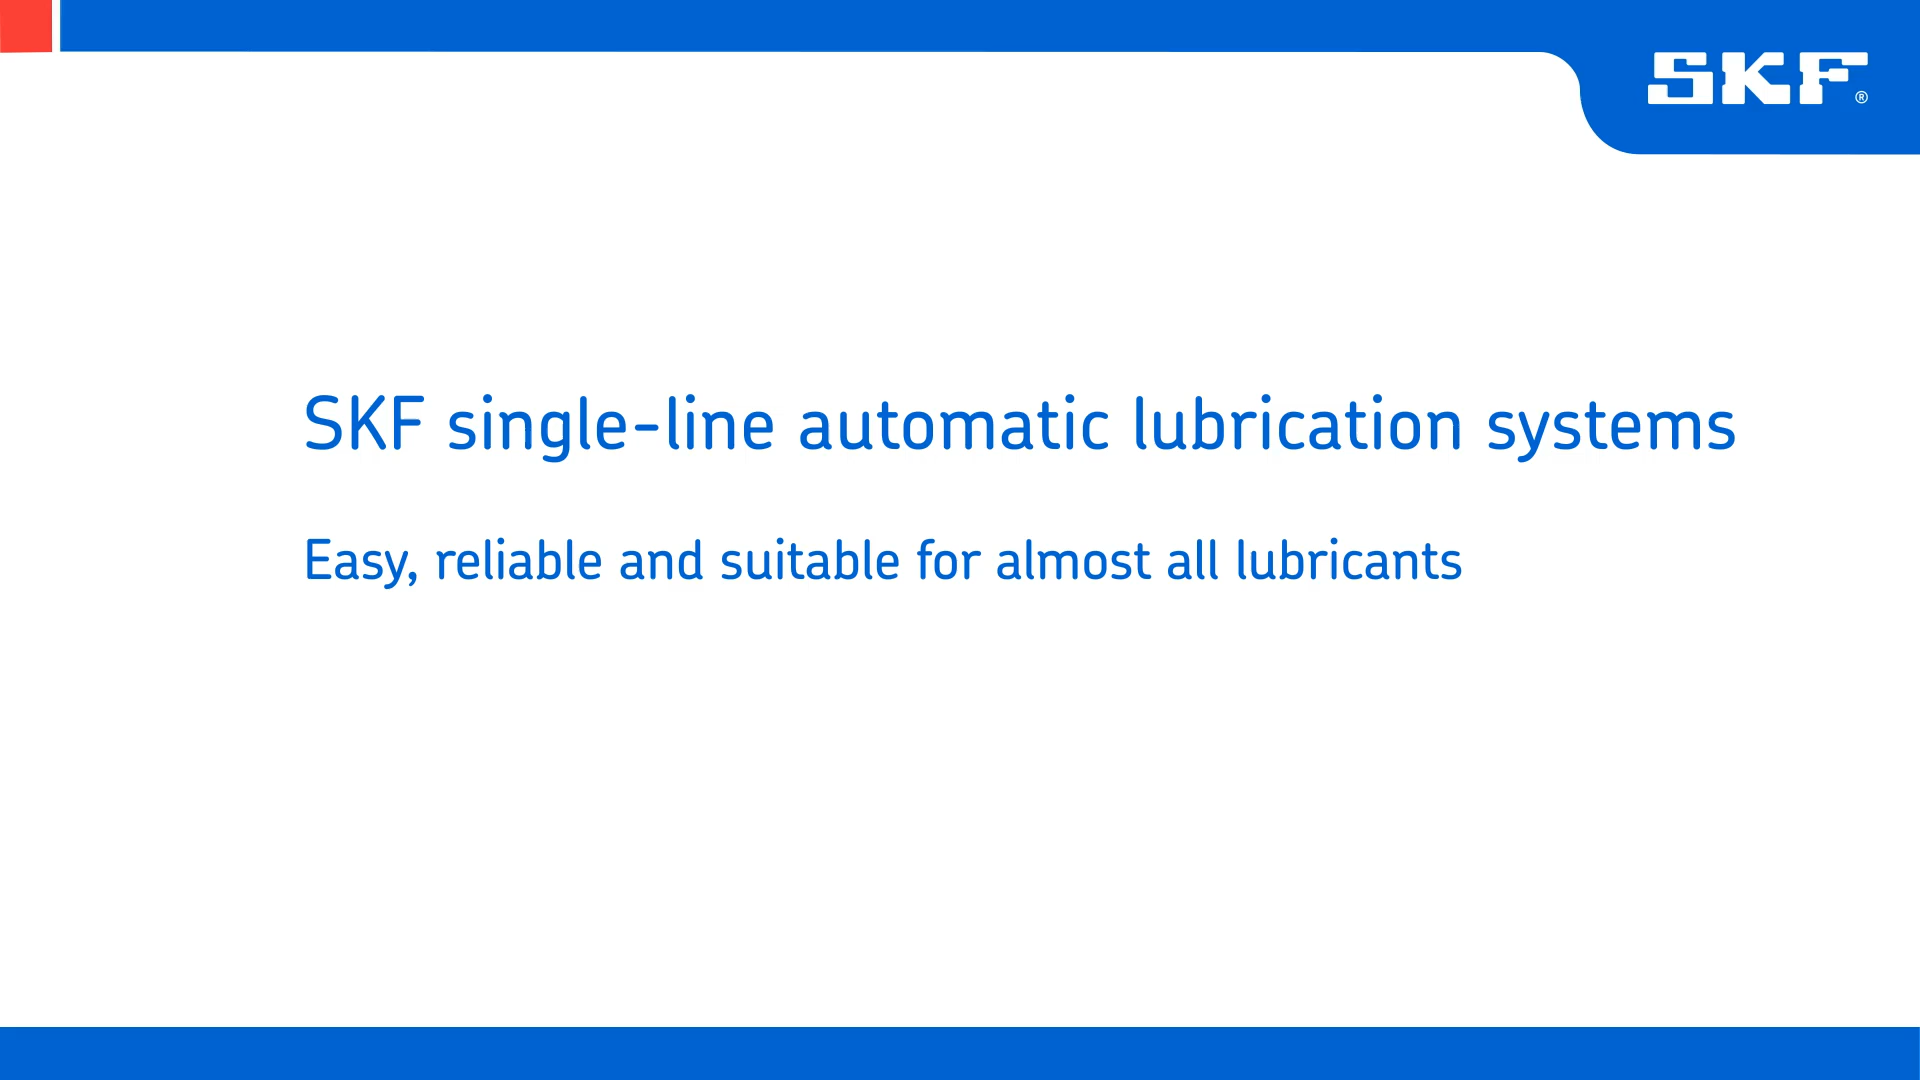 SKF®
SKF single-line automatic lubrication systems
Easy, reliable and suitable for almost all lubricants